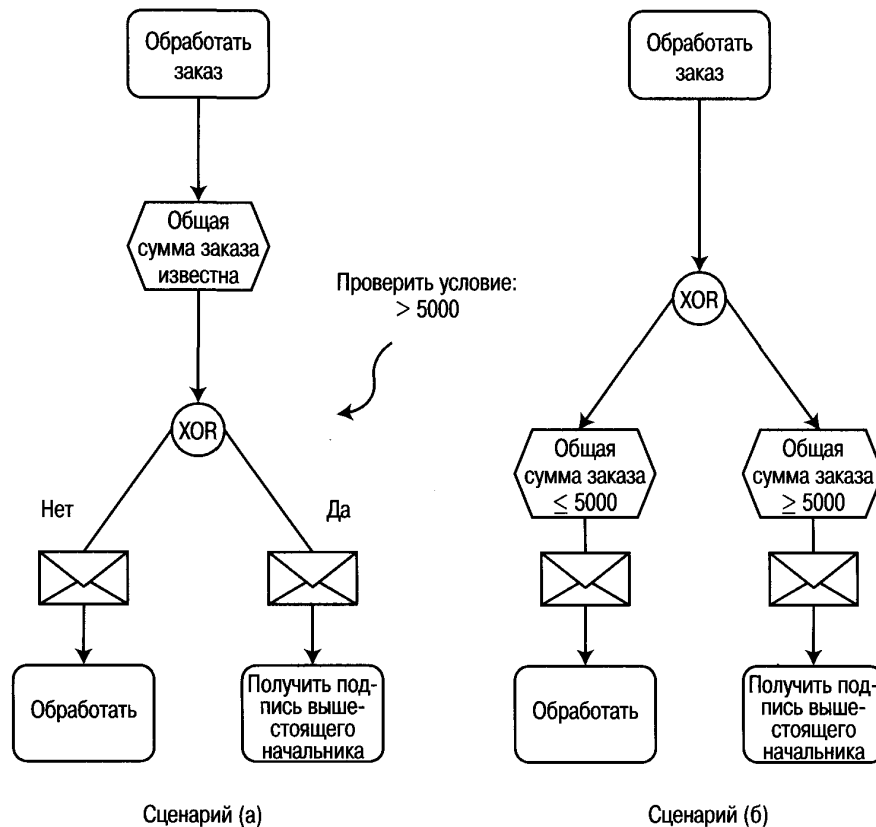 Обработать
заказ
Общая
сумма заказа
известна
Проверить условие:
> 5000
XOR
Нет
Да
Обработать
Получить под-
пись выше-
стоящего
начальника
Сценарий (а)
Обработать
заказ
XOR
Общая
сумма заказа
≤ 5000
Общая
сумма заказа
≥ 5000
Обработать
Получить под-
пись выше-
стоящего
начальника
Сценарий (б)